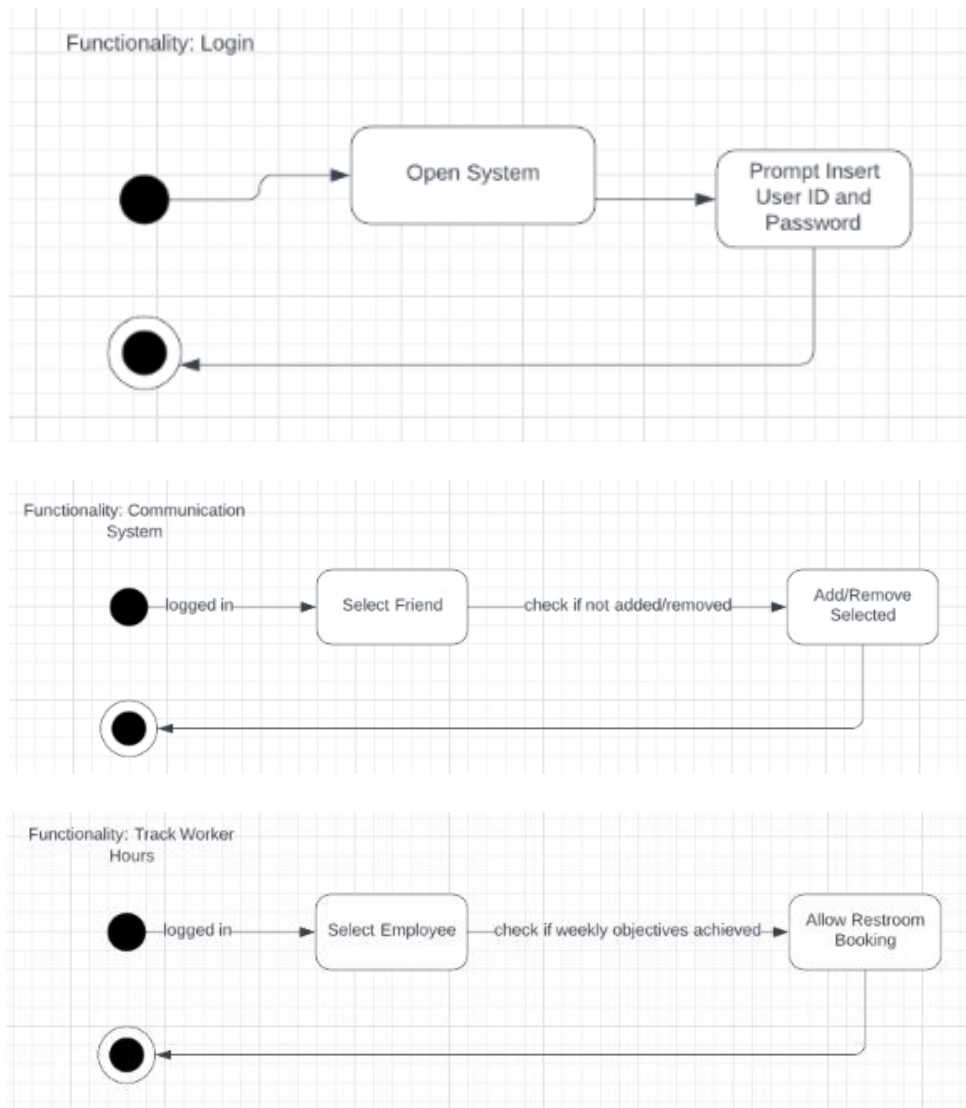 Functionality: Login
Open System
Prompt Insert
User ID and
Password
Functionality: Communication
System
logged in
Select Friend
check if not added/removed
Add/Remove
Selected
Functionality: Track Worker
Hours
logged in
Select Employee
check if weekly objectives achieved
Allow Restroom
Booking